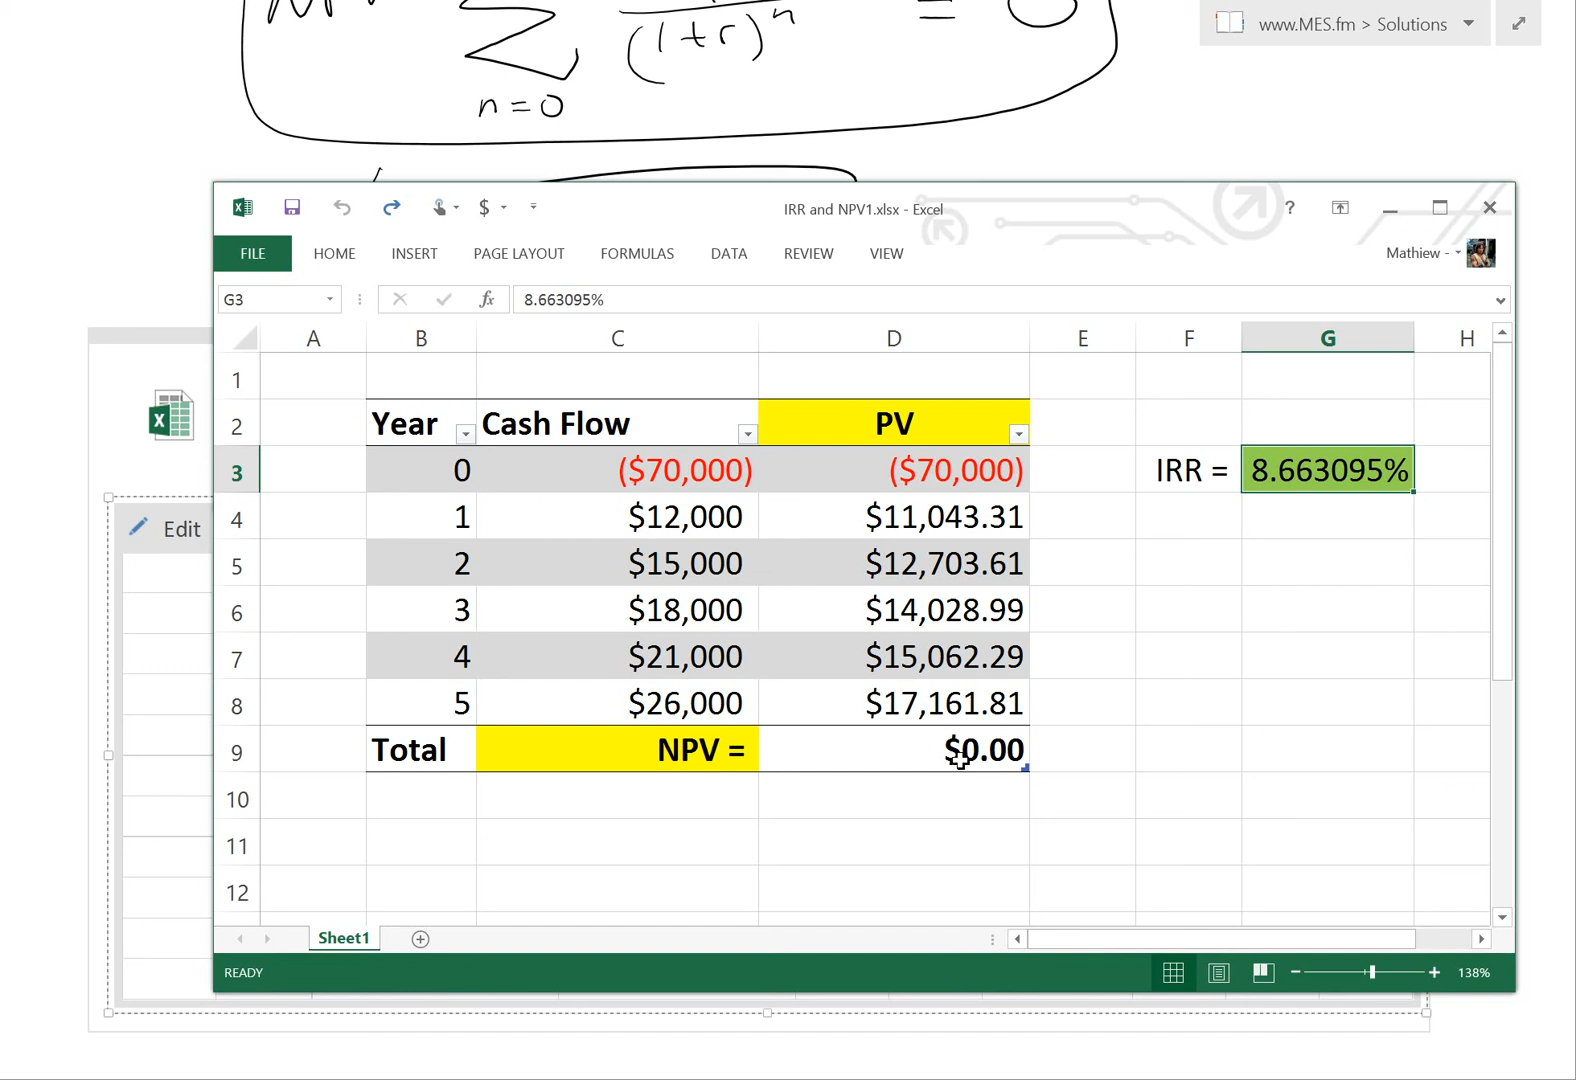 (1+r)^n = 0
n = 0
www.MES.fm > Solutions
IRR and NPV1.xlsx - Excel
$
?
FILE HOME INSERT PAGE LAYOUT FORMULAS DATA REVIEW VIEW
Mathiew -
G3 fx 8.663095%
A B C D E F G H
1
2 Year Cash Flow PV
3 0 ($70,000) ($70,000) IRR = 8.663095%
4 1 $12,000 $11,043.31
5 2 $15,000 $12,703.61
6 3 $18,000 $14,028.99
7 4 $21,000 $15,062.29
8 5 $26,000 $17,161.81
9 Total NPV = $0.00
10
11
12
Edit
Sheet1
READY 138%